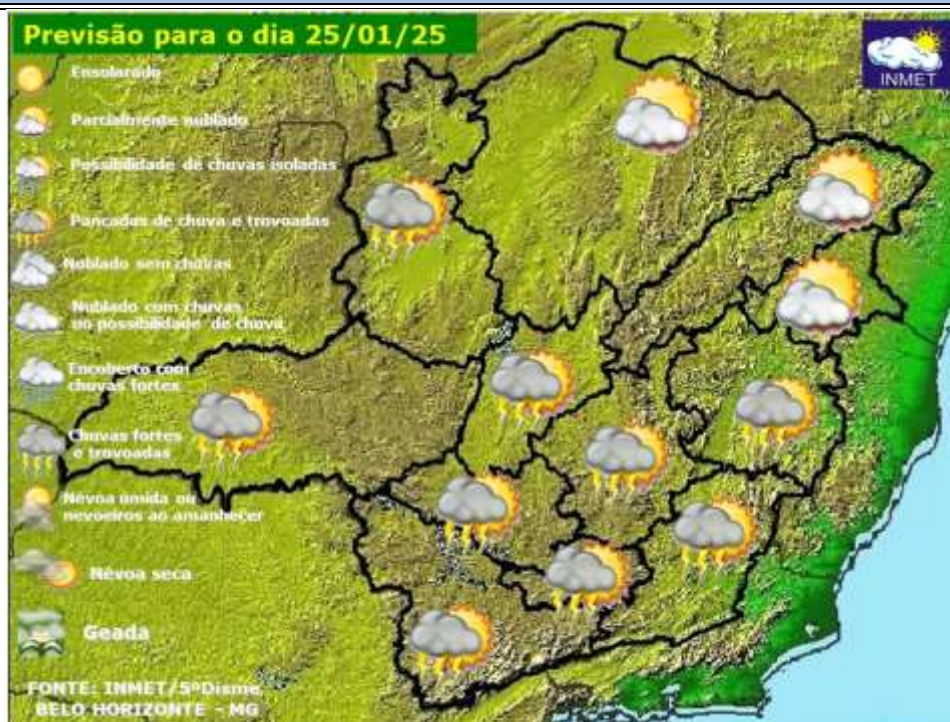 Previsão para o dia 25/01/25
INMET
Ensolarado
Parcialmente nublado
Possibilidade de chuvas isoladas
Pancadas de chuva e trovoadas
Nublado sem chuvas
Nublado com chuvas
ou possibilidade de chuva
Encoberto com
chuvas fortes
Chuvas fortes
e trovoadas
Névoa úmida ou
nevoeiros ao amanhecer
Névoa seca
Geada
FONTE: INMET/5ºDisme
BELO HORIZONTE - MG